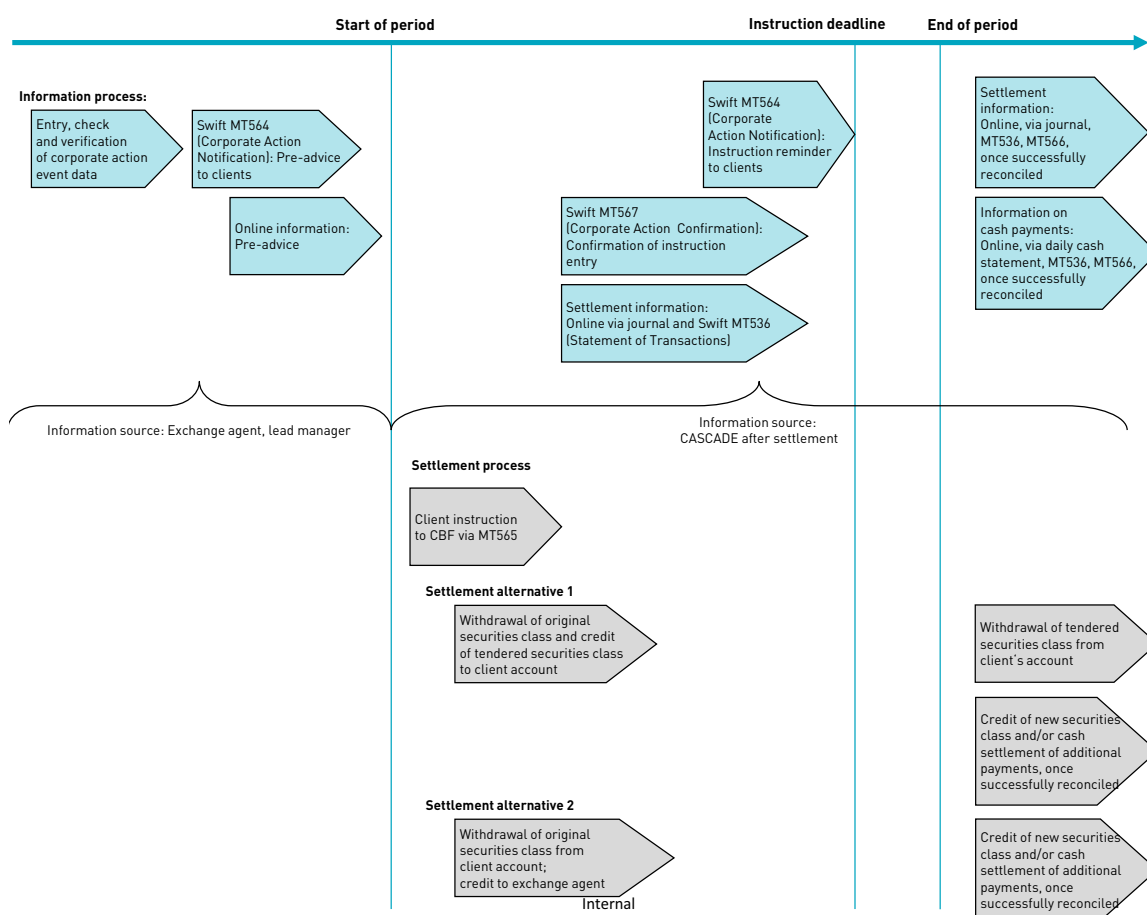 Start of period
Instruction deadline
End of period
Information process:
Entry, check
and verification
of corporate action
event data
Swift MT564
(Corporate Action
Notification): Pre-advice
to clients
Online information:
Pre-advice
Swift MT564
(Corporate
Action Notification):
Instruction reminder
to clients
Swift MT567
(Corporate Action Confirmation):
Confirmation of instruction
entry
Settlement information:
Online via journal and Swift MT536
(Statement of Transactions)
Settlement
information:
Online, via journal,
MT536, MT566,
once successfully
reconciled
Information on
cash payments:
Online, via daily cash
statement, MT536, MT566,
once successfully
reconciled
Information source: Exchange agent, lead manager
Information source:
CASCADE after settlement
Settlement process
Client instruction
to CBF via MT565
Settlement alternative 1
Withdrawal of original
securities class and credit
of tendered securities class
to client account
Withdrawal of tendered
securities class from
client´s account
Credit of new securities
class and/or cash
settlement of additional
payments, once
successfully reconciled
Settlement alternative 2
Withdrawal of original
securities class from
client account;
credit to exchange agent
Credit of new securities
class and/or cash
settlement of additional
payments, once
successfully reconciled
Internal